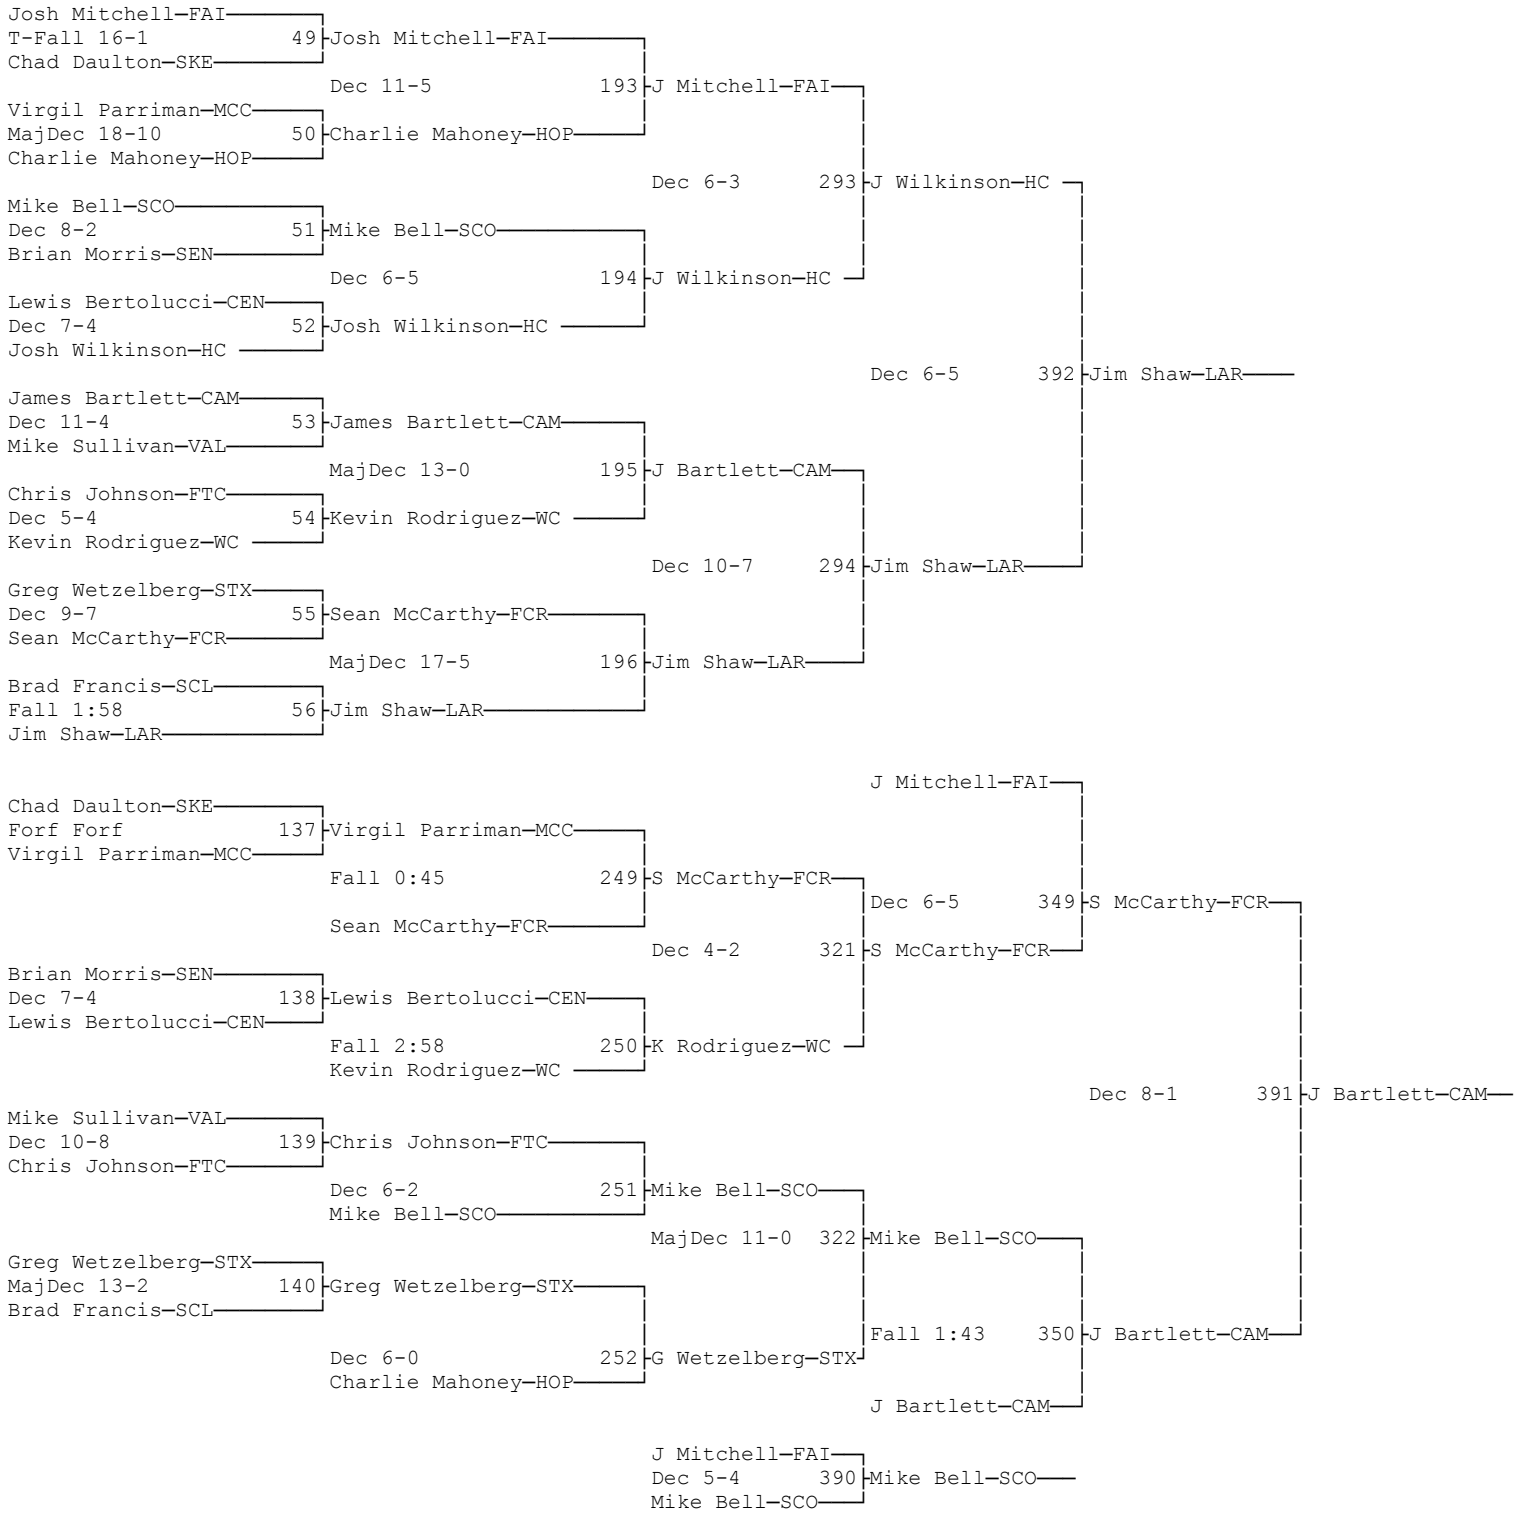 Josh Mitchell—FAI
T-Fall 16-1 49 Josh Mitchell—FAI
Chad Daulton—SKE
Dec 11-5 193 J Mitchell—FAI
Virgil Parriman—MCC
MajDec 18-10 50 Charlie Mahoney—HOP
Charlie Mahoney—HOP
Dec 6-3 293 J Wilkinson—HC
Mike Bell—SCO
Dec 8-2 51 Mike Bell—SCO
Brian Morris—SEN
Dec 6-5 194 J Wilkinson—HC
Lewis Bertolucci—CEN
Dec 7-4 52 Josh Wilkinson—HC
Josh Wilkinson—HC
Dec 6-5 392 Jim Shaw—LAR
James Bartlett—CAM
Dec 11-4 53 James Bartlett—CAM
Mike Sullivan—VAL
MajDec 13-0 195 J Bartlett—CAM
Chris Johnson—FTC
Dec 5-4 54 Kevin Rodriguez—WC
Kevin Rodriguez—WC
Dec 10-7 294 Jim Shaw—LAR
Greg Wetzelberg—STX
Dec 9-7 55 Sean McCarthy—FCR
Sean McCarthy—FCR
MajDec 17-5 196 Jim Shaw—LAR
Brad Francis—SCL
Fall 1:58 56 Jim Shaw—LAR
Jim Shaw—LAR
J Mitchell—FAI
Chad Daulton—SKE
Forf Forf 137 Virgil Parriman—MCC
Virgil Parriman—MCC
Fall 0:45 249 S McCarthy—FCR
Dec 6-5 349 S McCarthy—FCR
Sean McCarthy—FCR
Dec 4-2 321 S McCarthy—FCR
Brian Morris—SEN
Dec 7-4 138 Lewis Bertolucci—CEN
Lewis Bertolucci—CEN
Fall 2:58 250 K Rodriguez—WC
Kevin Rodriguez—WC
Dec 8-1 391 J Bartlett—CAM
Mike Sullivan—VAL
Dec 10-8 139 Chris Johnson—FTC
Chris Johnson—FTC
Dec 6-2 251 Mike Bell—SCO
Mike Bell—SCO
MajDec 11-0 322 Mike Bell—SCO
Greg Wetzelberg—STX
MajDec 13-2 140 Greg Wetzelberg—STX
Brad Francis—SCL
Fall 1:43 350 J Bartlett—CAM
Dec 6-0 252 G Wetzelberg—STX
Charlie Mahoney—HOP
J Bartlett—CAM
J Mitchell—FAI
Dec 5-4 390 Mike Bell—SCO
Mike Bell—SCO